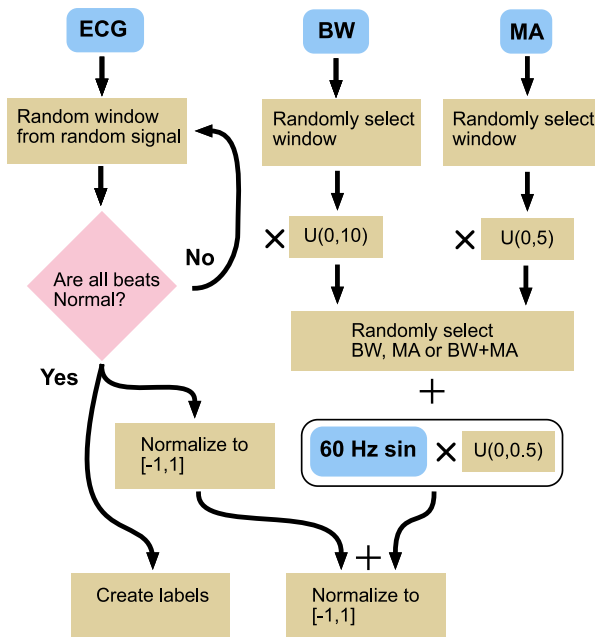 ECG
BW
MA
Random window
from random signal
Randomly select
window
Randomly select
window
× U(0,10)
× U(0,5)
Are all beats
Normal?
No
Yes
Randomly select
BW, MA or BW+MA
+
Normalize to
[-1,1]
60 Hz sin × U(0,0.5)
+
Create labels
Normalize to
[-1,1]